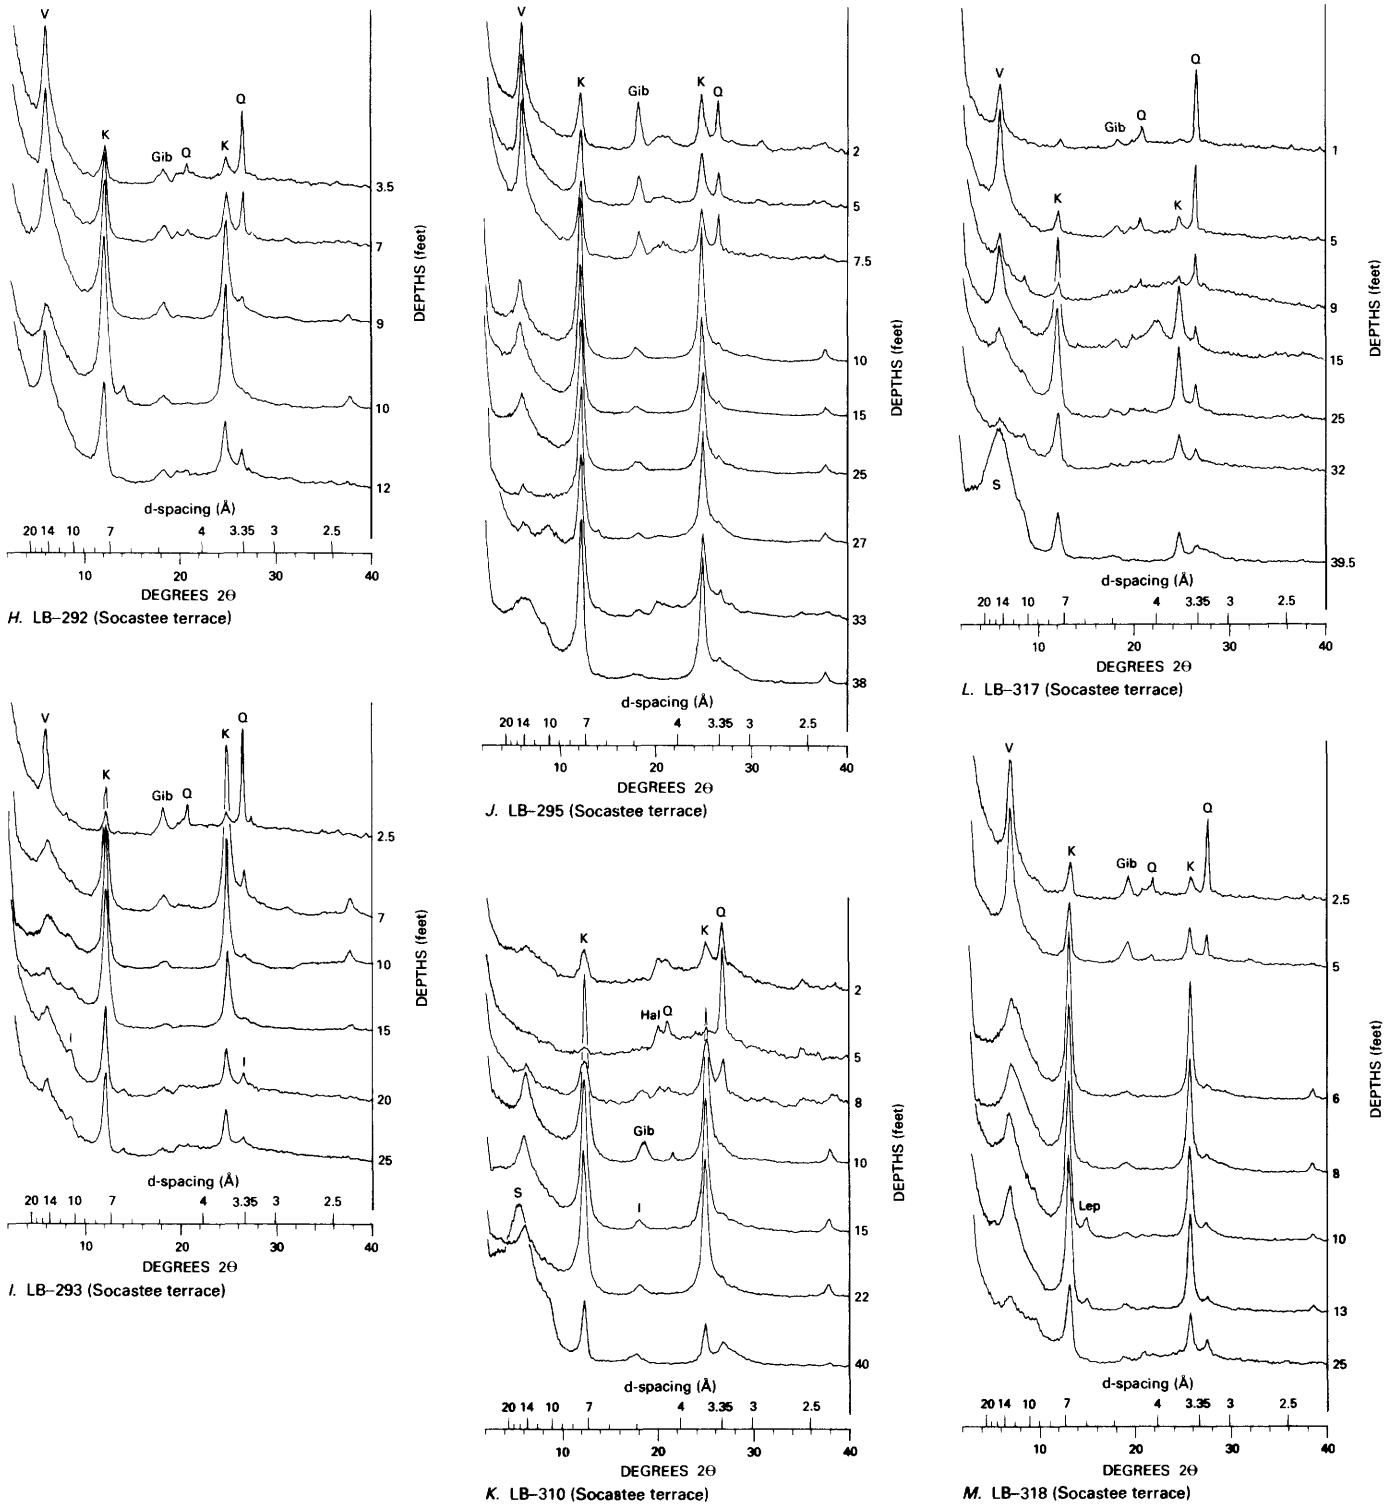 V
K
Gib
Q
K
Q
3.5
7
9
10
12
DEPTHS (feet)
d-spacing (Å)
20 14 10 7 4 3.35 3 2.5
10 20 30 40
DEGREES 2θ
H. LB–292 (Socastee terrace)
V
K
Gib
Q
K
Q
I
I
2.5
7
10
15
20
25
DEPTHS (feet)
d-spacing (Å)
20 14 10 7 4 3.35 3 2.5
10 20 30 40
DEGREES 2θ
I. LB–293 (Socastee terrace)
V
K
Gib
K
Q
2
5
7.5
10
15
25
27
33
38
DEPTHS (feet)
d-spacing (Å)
20 14 10 7 4 3.35 3 2.5
10 20 30 40
DEGREES 2θ
J. LB–295 (Socastee terrace)
K
K
Q
Hal Q
I
Gib
S
I
2
5
8
10
15
22
40
DEPTHS (feet)
d-spacing (Å)
20 14 10 7 4 3.35 3 2.5
10 20 30 40
DEGREES 2θ
K. LB–310 (Socastee terrace)
V
Gib
Q
Q
K
K
S
1
5
9
15
25
32
39.5
DEPTHS (feet)
d-spacing (Å)
20 14 10 7 4 3.35 3 2.5
10 20 30 40
DEGREES 2θ
L. LB–317 (Socastee terrace)
V
K
Gib
Q
K
Q
Lep
2.5
5
6
8
10
13
25
DEPTHS (feet)
d-spacing (Å)
20 14 10 7 4 3.35 3 2.5
10 20 30 40
DEGREES 2θ
M. LB–318 (Socastee terrace)